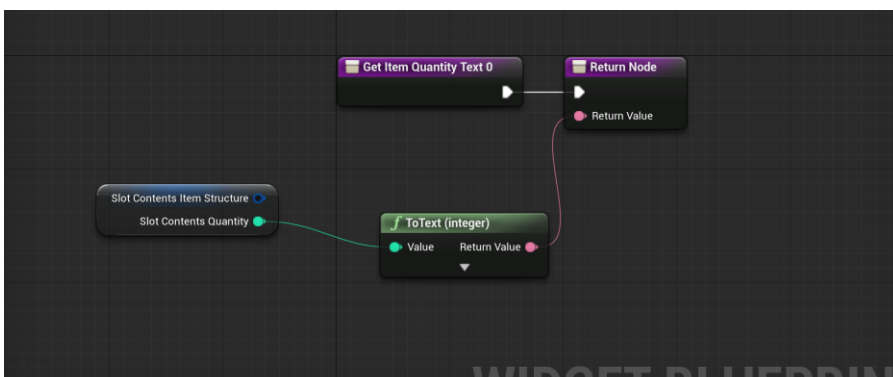 Get Item Quantity Text 0
Return Node
Return Value
Slot Contents Item Structure
Slot Contents Quantity
ToText (integer)
Value Return Value